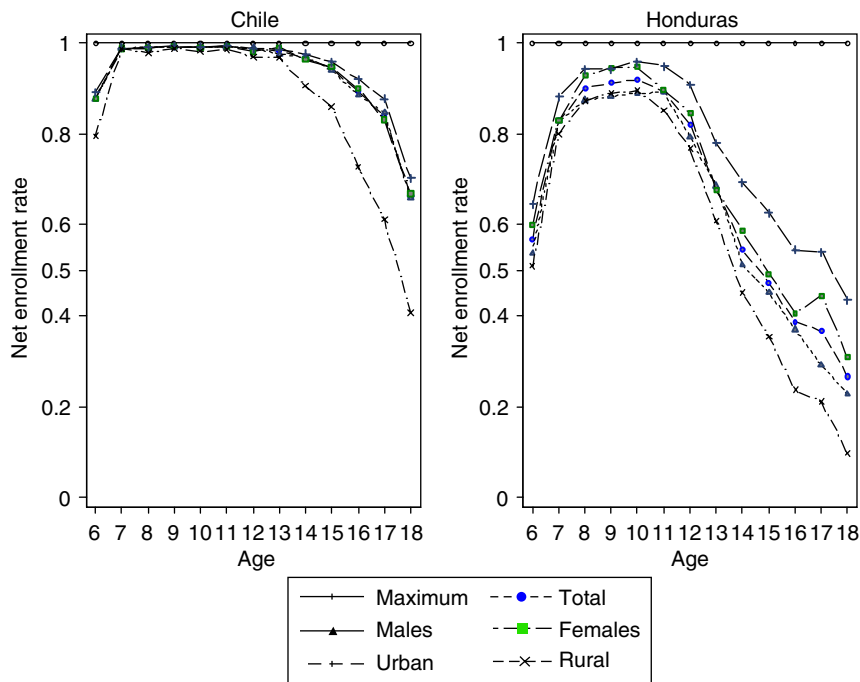 Chile
Honduras
Net enrollment rate
1
0.8
0.6
0.5
0.4
0.2
0
6 7 8 9 10 11 12 13 14 15 16 17 18
Age
Net enrollment rate
1
0.8
0.6
0.5
0.4
0.2
0
6 7 8 9 10 11 12 13 14 15 16 17 18
Age
Maximum
Total
Males
Females
Urban
Rural